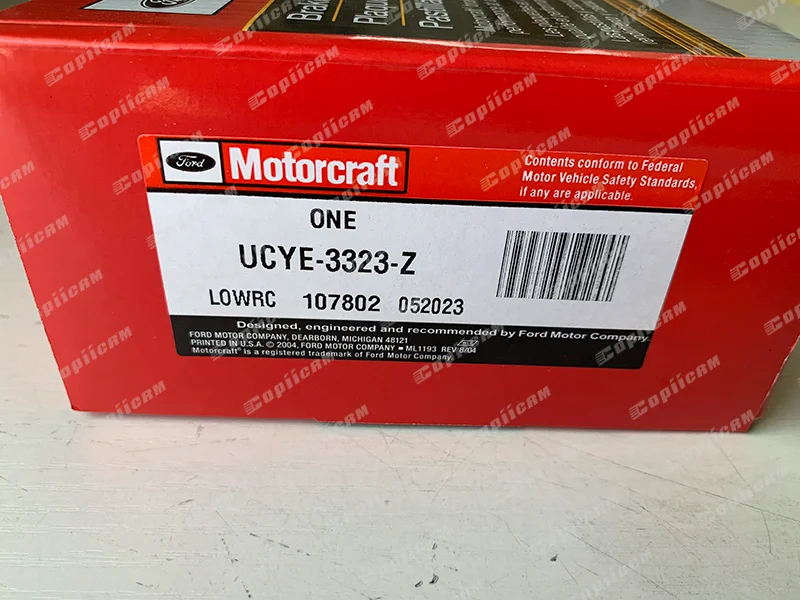 Ford
Motorcraft
Contents conform to Federal
Motor Vehicle Safety Standards,
if any are applicable.
ONE
UCYE-3323-Z
LOWRC 107802 052023
Designed, engineered and recommended by Ford Motor Company.
FORD MOTOR COMPANY, DEARBORN, MICHIGAN 48121
PRINTED IN U.S.A. © 2004, FORD MOTOR COMPANY ■ ML1193 REV 8/04
Motorcraft® is a registered trademark of Ford Motor Company.
Copiicam